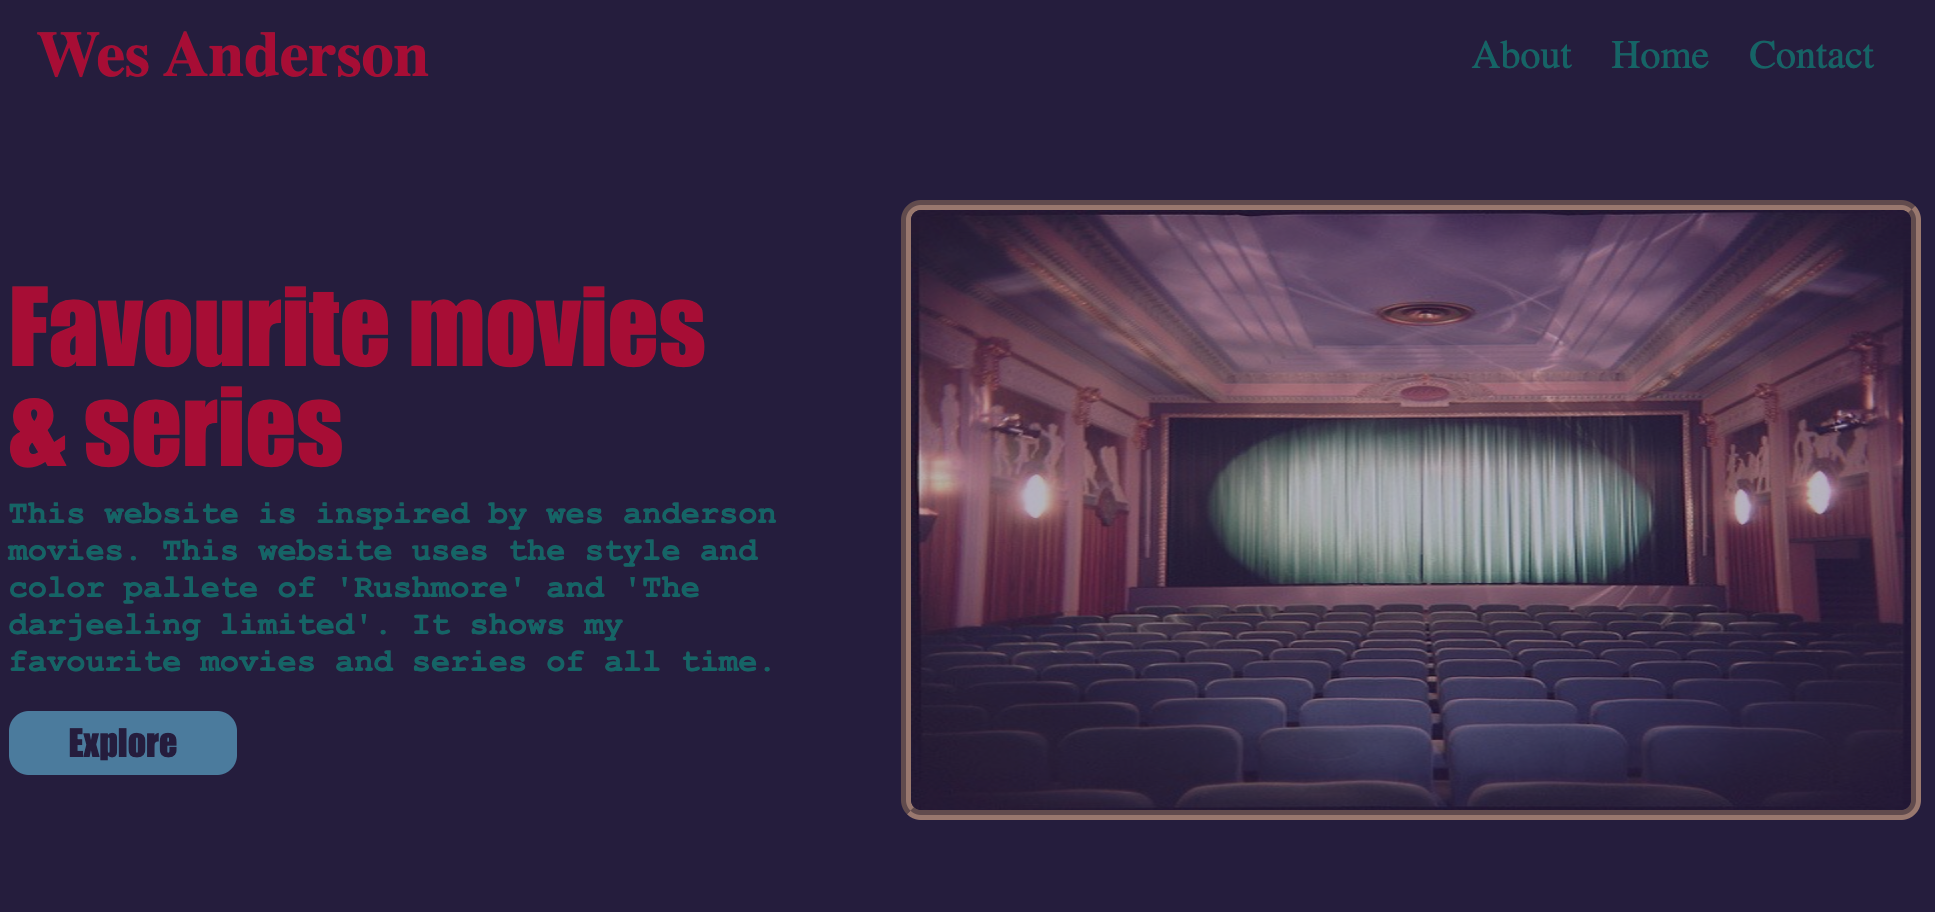 Wes Anderson
About Home Contact
Favourite movies
& series
This website is inspired by wes anderson
movies. This website uses the style and
color pallete of 'Rushmore' and 'The
darjeeling limited'. It shows my
favourite movies and series of all time.
Explore